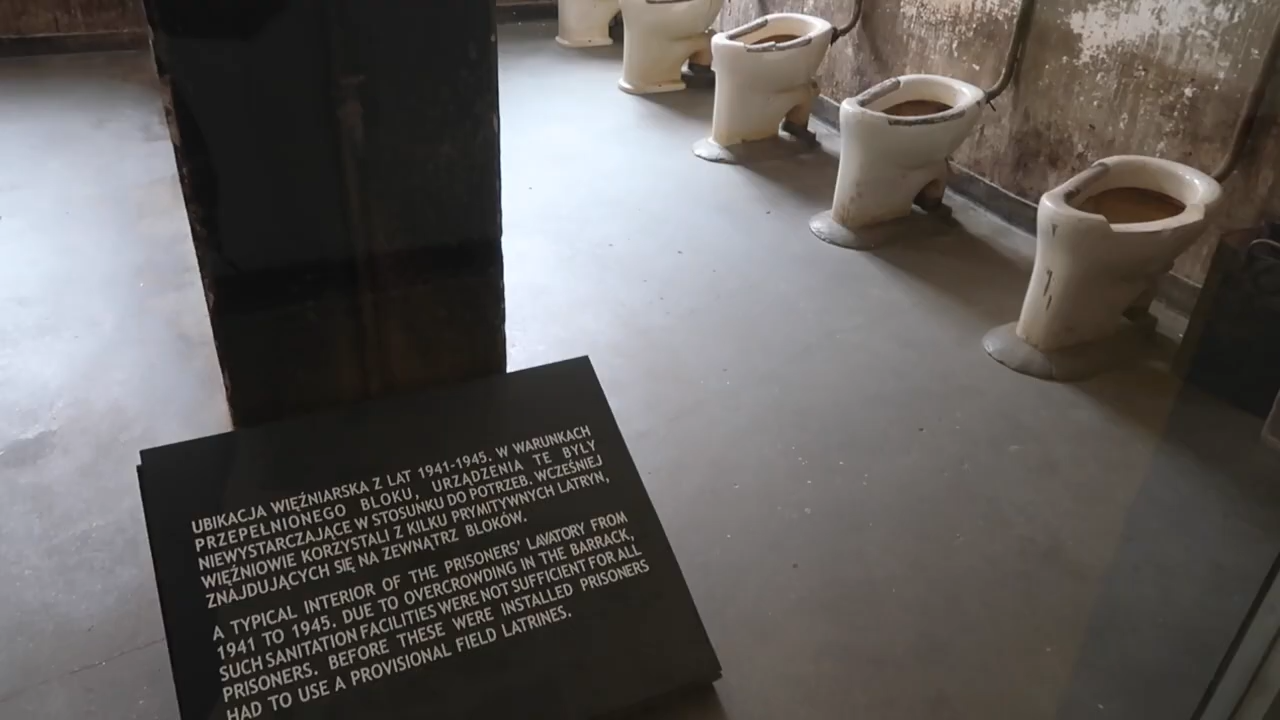 UBIKACJA WIĘŹNIARSKA Z LAT 1941-1945. W WARUNKACH
PRZEPEŁNIONEGO BLOKU, URZĄDZENIA TE BYŁY
NIEWYSTARCZAJĄCE W STOSUNKU DO POTRZEB. WCZEŚNIEJ
WIĘŹNIOWIE KORZYSTALI Z KILKU PRYMITYWNYCH LATRYN,
ZNAJDUJĄCYCH SIĘ NA ZEWNĄTRZ BLOKÓW.
A TYPICAL INTERIOR OF THE PRISONERS' LAVATORY FROM
1941 TO 1945. DUE TO OVERCROWDING IN THE BARRACK,
SUCH SANITATION FACILITIES WERE NOT SUFFICIENT FOR ALL
PRISONERS. BEFORE THESE WERE INSTALLED PRISONERS
HAD TO USE A PROVISIONAL FIELD LATRINES.